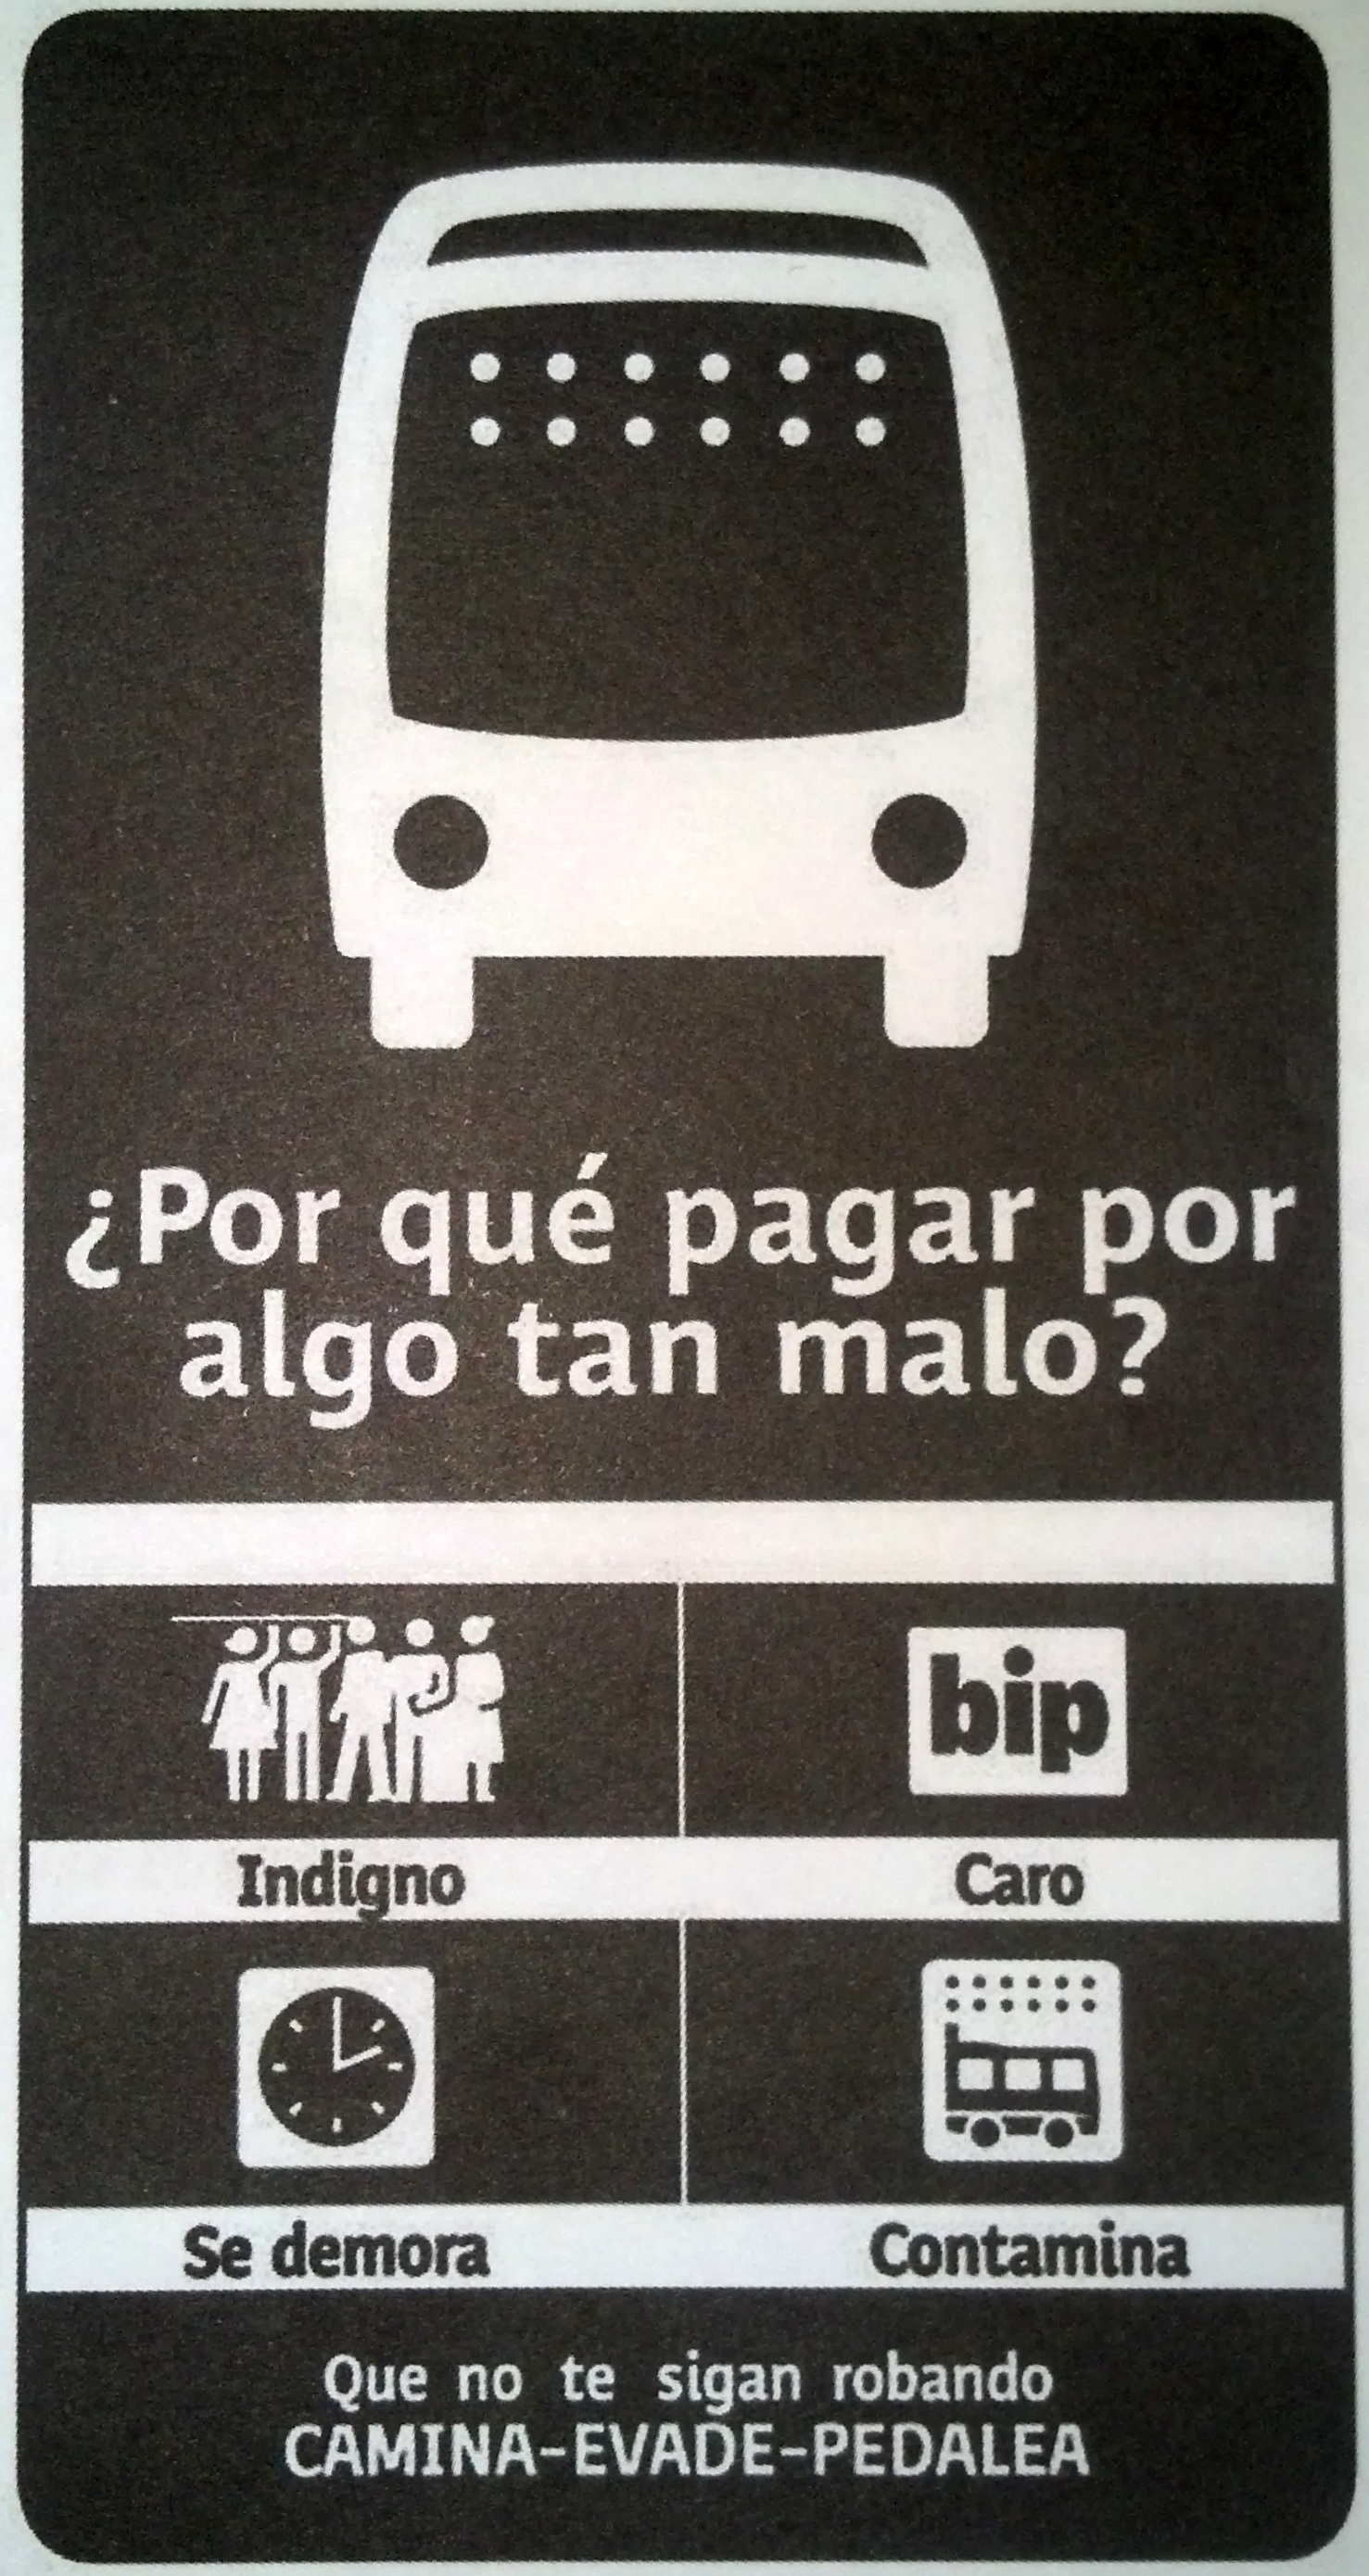 ¿Por qué pagar por
algo tan malo?
bip
Indigno Caro
Se demora Contamina
Que no te sigan robando
CAMINA-EVADE-PEDALEA